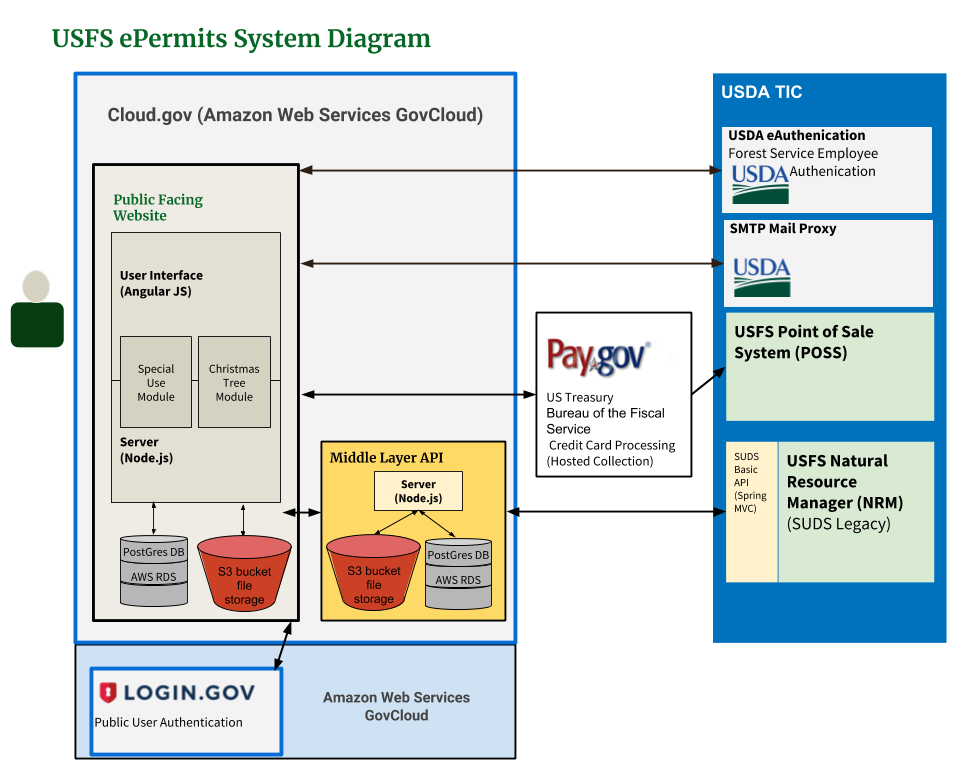 USFS ePermits System Diagram
Cloud.gov (Amazon Web Services GovCloud)
Public Facing
Website
User Interface
(Angular JS)
Special
Use
Module
Christmas
Tree
Module
Server
(Node.js)
PostGres DB
AWS RDS
S3 bucket
file
storage
Middle Layer API
Server
(Node.js)
S3 bucket
file
storage
PostGres DB
AWS RDS
LOGIN.GOV
Public User Authentication
Amazon Web Services
GovCloud
Pay.gov®
US Treasury
Bureau of the Fiscal
Service
Credit Card Processing
(Hosted Collection)
USDA TIC
USDA eAuthenication
Forest Service Employee
USDA Authenication
SMTP Mail Proxy
USDA
USFS Point of Sale
System (POSS)
SUDS
Basic
API
(Spring
MVC)
USFS Natural
Resource
Manager (NRM)
(SUDS Legacy)